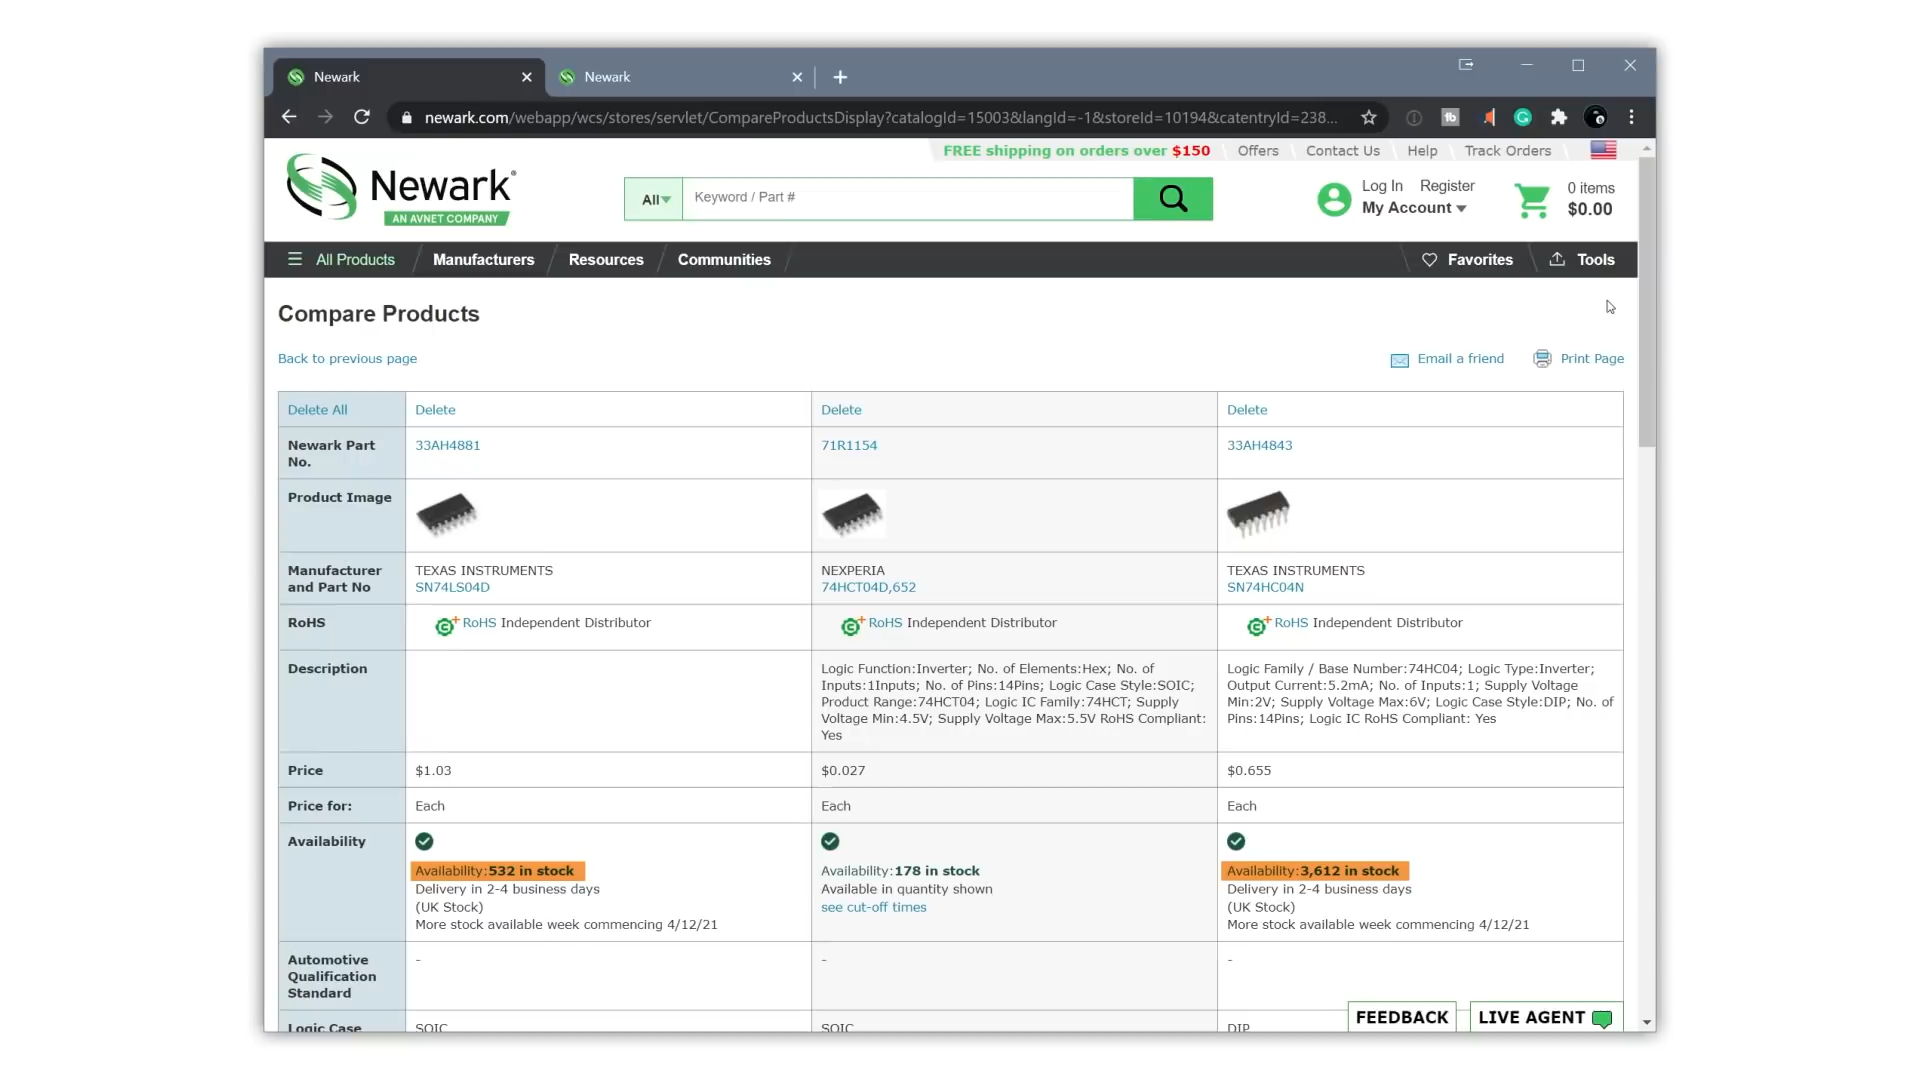 Newark
Newark
newark.com/webapp/wcs/stores/servlet/CompareProductsDisplay?catalogId=15003&langId=-1&storeId=10194&catentryId=238...
FREE shipping on orders over $150
Offers
Contact Us
Help
Track Orders
Newark
AN AVNET COMPANY
All
Keyword / Part #
Log In
Register
My Account
0 items
$0.00
All Products
Manufacturers
Resources
Communities
Favorites
Tools
Compare Products
Back to previous page
Email a friend
Print Page
Delete All
Delete
Delete
Delete
Newark Part
No.
33AH4881
71R1154
33AH4843
Product Image
Manufacturer
and Part No
TEXAS INSTRUMENTS
SN74LS04D
NEXPERIA
74HCT04D,652
TEXAS INSTRUMENTS
SN74HC04N
RoHS
RoHS Independent Distributor
RoHS Independent Distributor
RoHS Independent Distributor
Description
Logic Function:Inverter; No. of Elements:Hex; No. of
Inputs:1Inputs; No. of Pins:14Pins; Logic Case Style:SOIC;
Product Range:74HCT04; Logic IC Family:74HCT; Supply
Voltage Min:4.5V; Supply Voltage Max:5.5V RoHS Compliant:
Yes
Logic Family / Base Number:74HC04; Logic Type:Inverter;
Output Current:5.2mA; No. of Inputs:1; Supply Voltage
Min:2V; Supply Voltage Max:6V; Logic Case Style:DIP; No. of
Pins:14Pins; Logic IC RoHS Compliant: Yes
Price
$1.03
$0.027
$0.655
Price for:
Each
Each
Each
Availability
Availability:532 in stock
Delivery in 2-4 business days
(UK Stock)
More stock available week commencing 4/12/21
Availability:178 in stock
Available in quantity shown
see cut-off times
Availability:3,612 in stock
Delivery in 2-4 business days
(UK Stock)
More stock available week commencing 4/12/21
Automotive
Qualification
Standard
-
-
-
Logic Case
SOIC
SOIC
DIP
FEEDBACK
LIVE AGENT